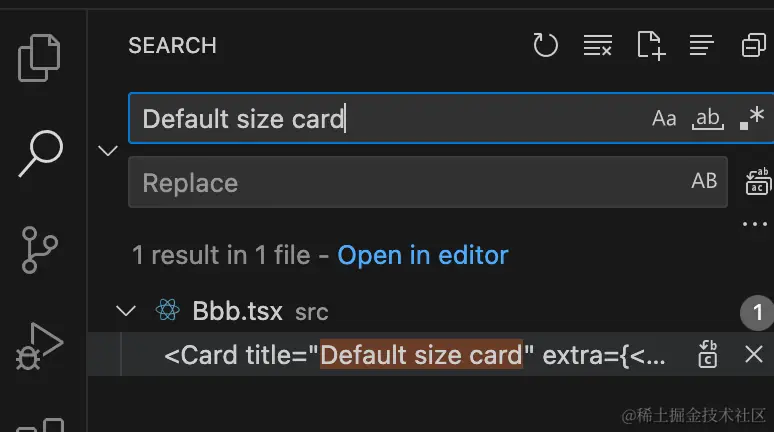 SEARCH
Default size card Aa ab .*
Replace AB
1 result in 1 file - Open in editor
Bbb.tsx src 1
<Card title="Default size card" extra={<...
@稀土掘金技术社区